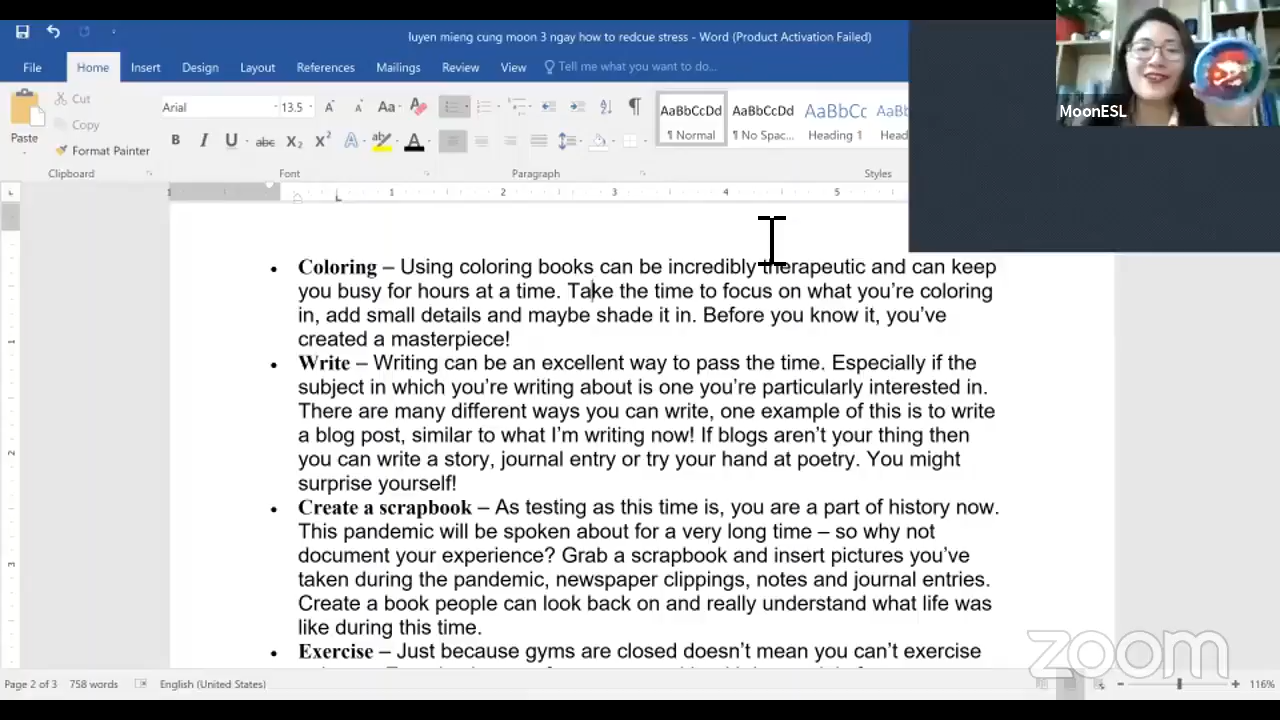 luyen mieng cung moon 3 ngay how to redcue stress - Word (Product Activation Failed)
File Home Insert Design Layout References Mailings Review View Tell me what you want to do...
MoonESL
Cut
Copy
Format Painter
Paste
Arial 13.5
AaBbCcDd AaBbCcDd AaBbCc AaBb
¶ Normal ¶ No Spac... Heading 1 Head
Clipboard Font Paragraph Styles
1 1 2 3 4 5
• Coloring – Using coloring books can be incredibly therapeutic and can keep
you busy for hours at a time. Take the time to focus on what you’re coloring
in, add small details and maybe shade it in. Before you know it, you’ve
created a masterpiece!
• Write – Writing can be an excellent way to pass the time. Especially if the
subject in which you’re writing about is one you’re particularly interested in.
There are many different ways you can write, one example of this is to write
a blog post, similar to what I’m writing now! If blogs aren’t your thing then
you can write a story, journal entry or try your hand at poetry. You might
surprise yourself!
• Create a scrapbook – As testing as this time is, you are a part of history now.
This pandemic will be spoken about for a very long time – so why not
document your experience? Grab a scrapbook and insert pictures you’ve
taken during the pandemic, newspaper clippings, notes and journal entries.
Create a book people can look back on and really understand what life was
like during this time.
• Exercise – Just because gyms are closed doesn’t mean you can’t exercise
zoom
Page 2 of 3 758 words English (United States) 116%